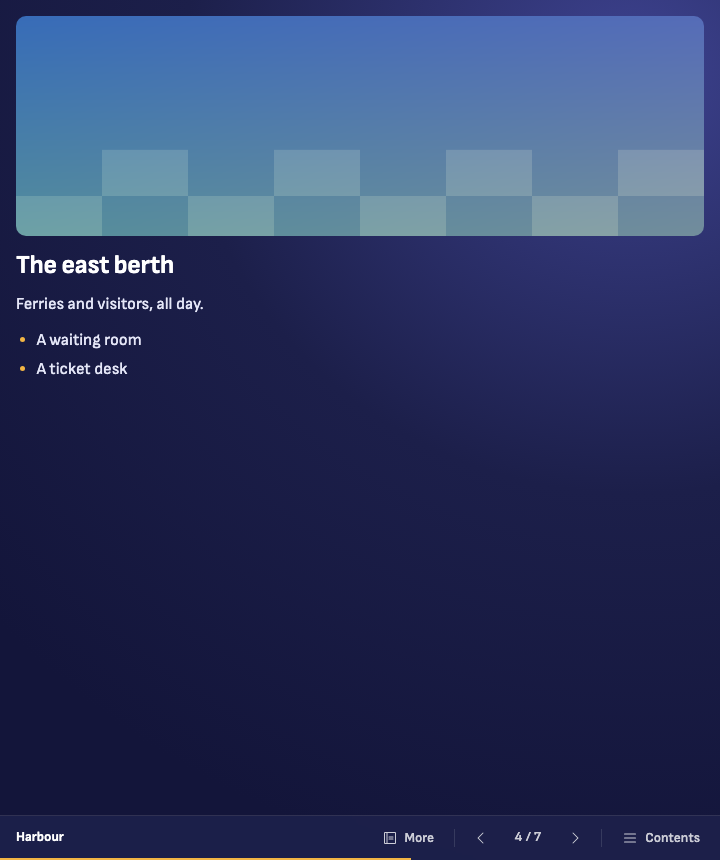 The east berth
Ferries and visitors, all day.
A waiting room
A ticket desk
Harbour
More
4 / 7
Contents